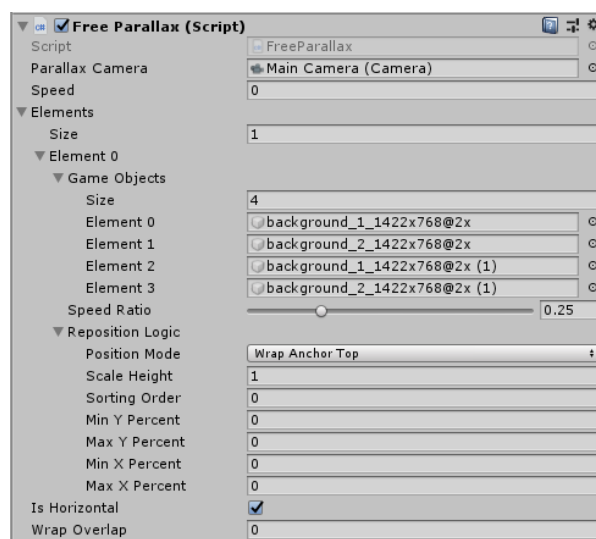 Free Parallax (Script)
Script FreeParallax
Parallax Camera Main Camera (Camera)
Speed 0
Elements
Size 1
Element 0
Game Objects
Size 4
Element 0 background_1_1422x768@2x
Element 1 background_2_1422x768@2x
Element 2 background_1_1422x768@2x (1)
Element 3 background_2_1422x768@2x (1)
Speed Ratio 0.25
Reposition Logic
Position Mode Wrap Anchor Top
Scale Height 1
Sorting Order 0
Min Y Percent 0
Max Y Percent 0
Min X Percent 0
Max X Percent 0
Is Horizontal
Wrap Overlap 0